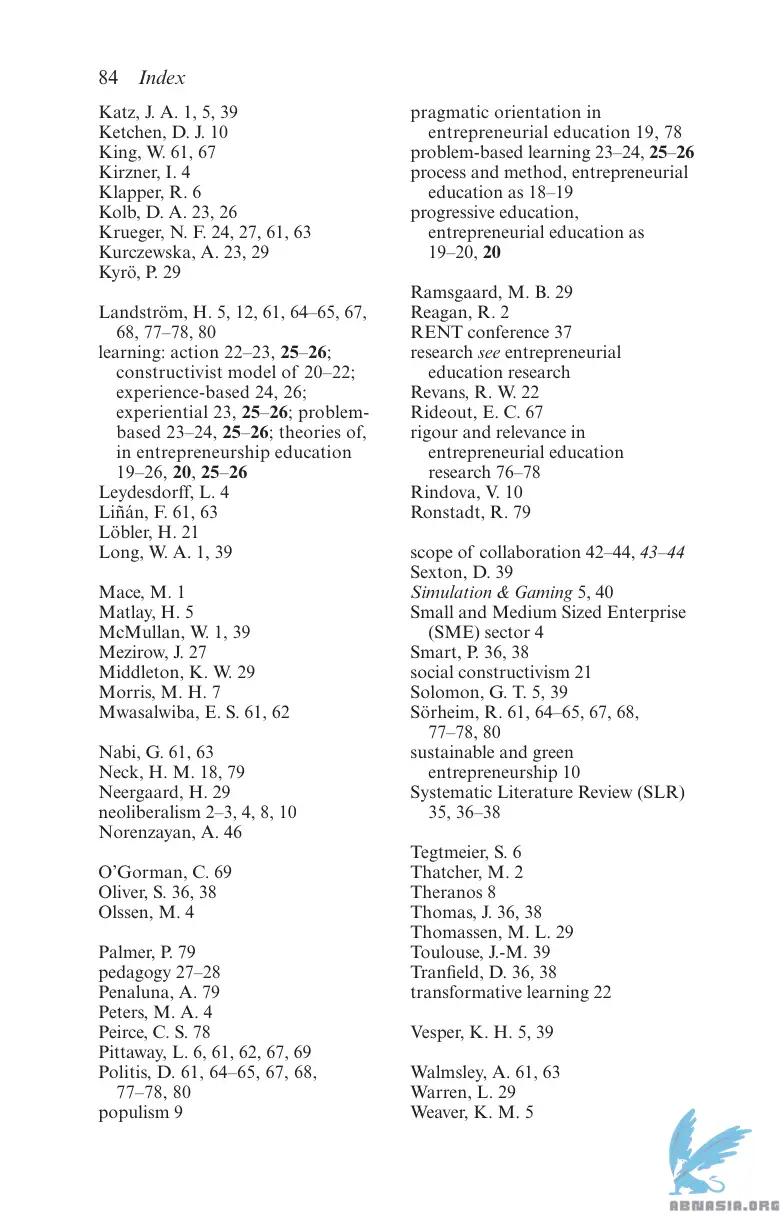 84 Index
Katz, J. A. 1, 5, 39
Ketchen, D. J. 10
King, W. 61, 67
Kirzner, I. 4
Klapper, R. 6
Kolb, D. A. 23, 26
Krueger, N. F. 24, 27, 61, 63
Kurczewska, A. 23, 29
Kyrö, P. 29
Landström, H. 5, 12, 61, 64–65, 67,
68, 77–78, 80
learning: action 22–23, 25–26;
constructivist model of 20–22;
experience-based 24, 26;
experiential 23, 25–26; problem-
based 23–24, 25–26; theories of,
in entrepreneurship education
19–26, 20, 25–26
Leydesdorff, L. 4
Liñán, F. 61, 63
Löbler, H. 21
Long, W. A. 1, 39
Mace, M. 1
Matlay, H. 5
McMullan, W. 1, 39
Mezirow, J. 27
Middleton, K. W. 29
Morris, M. H. 7
Mwasalwiba, E. S. 61, 62
Nabi, G. 61, 63
Neck, H. M. 18, 79
Neergaard, H. 29
neoliberalism 2–3, 4, 8, 10
Norenzayan, A. 46
O’Gorman, C. 69
Oliver, S. 36, 38
Olssen, M. 4
Palmer, P. 79
pedagogy 27–28
Penaluna, A. 79
Peters, M. A. 4
Peirce, C. S. 78
Pittaway, L. 6, 61, 62, 67, 69
Politis, D. 61, 64–65, 67, 68,
77–78, 80
populism 9
pragmatic orientation in
entrepreneurial education 19, 78
problem-based learning 23–24, 25–26
process and method, entrepreneurial
education as 18–19
progressive education,
entrepreneurial education as
19–20, 20
Ramsgaard, M. B. 29
Reagan, R. 2
RENT conference 37
research see entrepreneurial
education research
Revans, R. W. 22
Rideout, E. C. 67
rigour and relevance in
entrepreneurial education
research 76–78
Rindova, V. 10
Ronstadt, R. 79
scope of collaboration 42–44, 43–44
Sexton, D. 39
Simulation & Gaming 5, 40
Small and Medium Sized Enterprise
(SME) sector 4
Smart, P. 36, 38
social constructivism 21
Solomon, G. T. 5, 39
Sörheim, R. 61, 64–65, 67, 68,
77–78, 80
sustainable and green
entrepreneurship 10
Systematic Literature Review (SLR)
35, 36–38
Tegtmeier, S. 6
Thatcher, M. 2
Theranos 8
Thomas, J. 36, 38
Thomassen, M. L. 29
Toulouse, J.-M. 39
Tranfield, D. 36, 38
transformative learning 22
Vesper, K. H. 5, 39
Walmsley, A. 61, 63
Warren, L. 29
Weaver, K. M. 5
ABNASIA.ORG